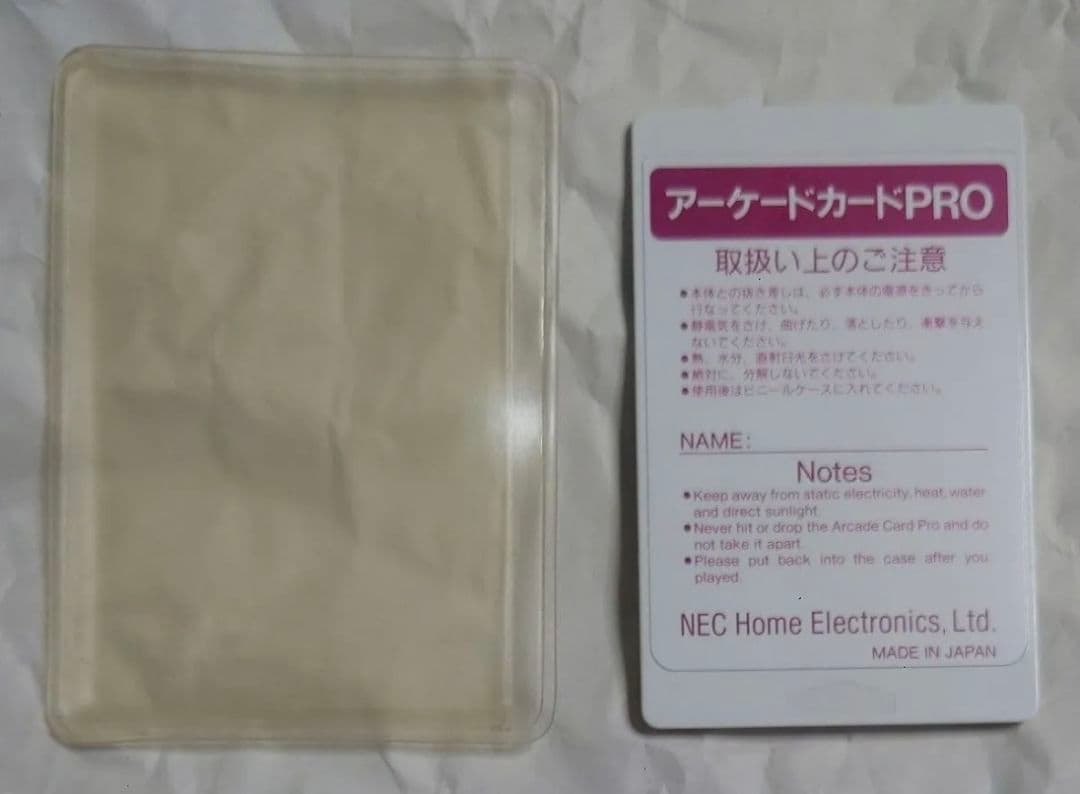 アーケードカードPRO
取扱い上のご注意
●本体との抜き差しは、必ず本体の電源をきってから
行なってください。
●静電気をさけ、曲げたり、落としたり、衝撃を与え
ないでください。
●熱、水分、直射日光をさけてください。
●絶対に、分解しないでください。
●使用後はビニールケースに入れてください。
NAME:
Notes
●Keep away from static electricity, heat, water
and direct sunlight.
●Never hit or drop the Arcade Card Pro and do
not take it apart.
●Please put back into the case after you
played.
NEC Home Electronics, Ltd.
MADE IN JAPAN